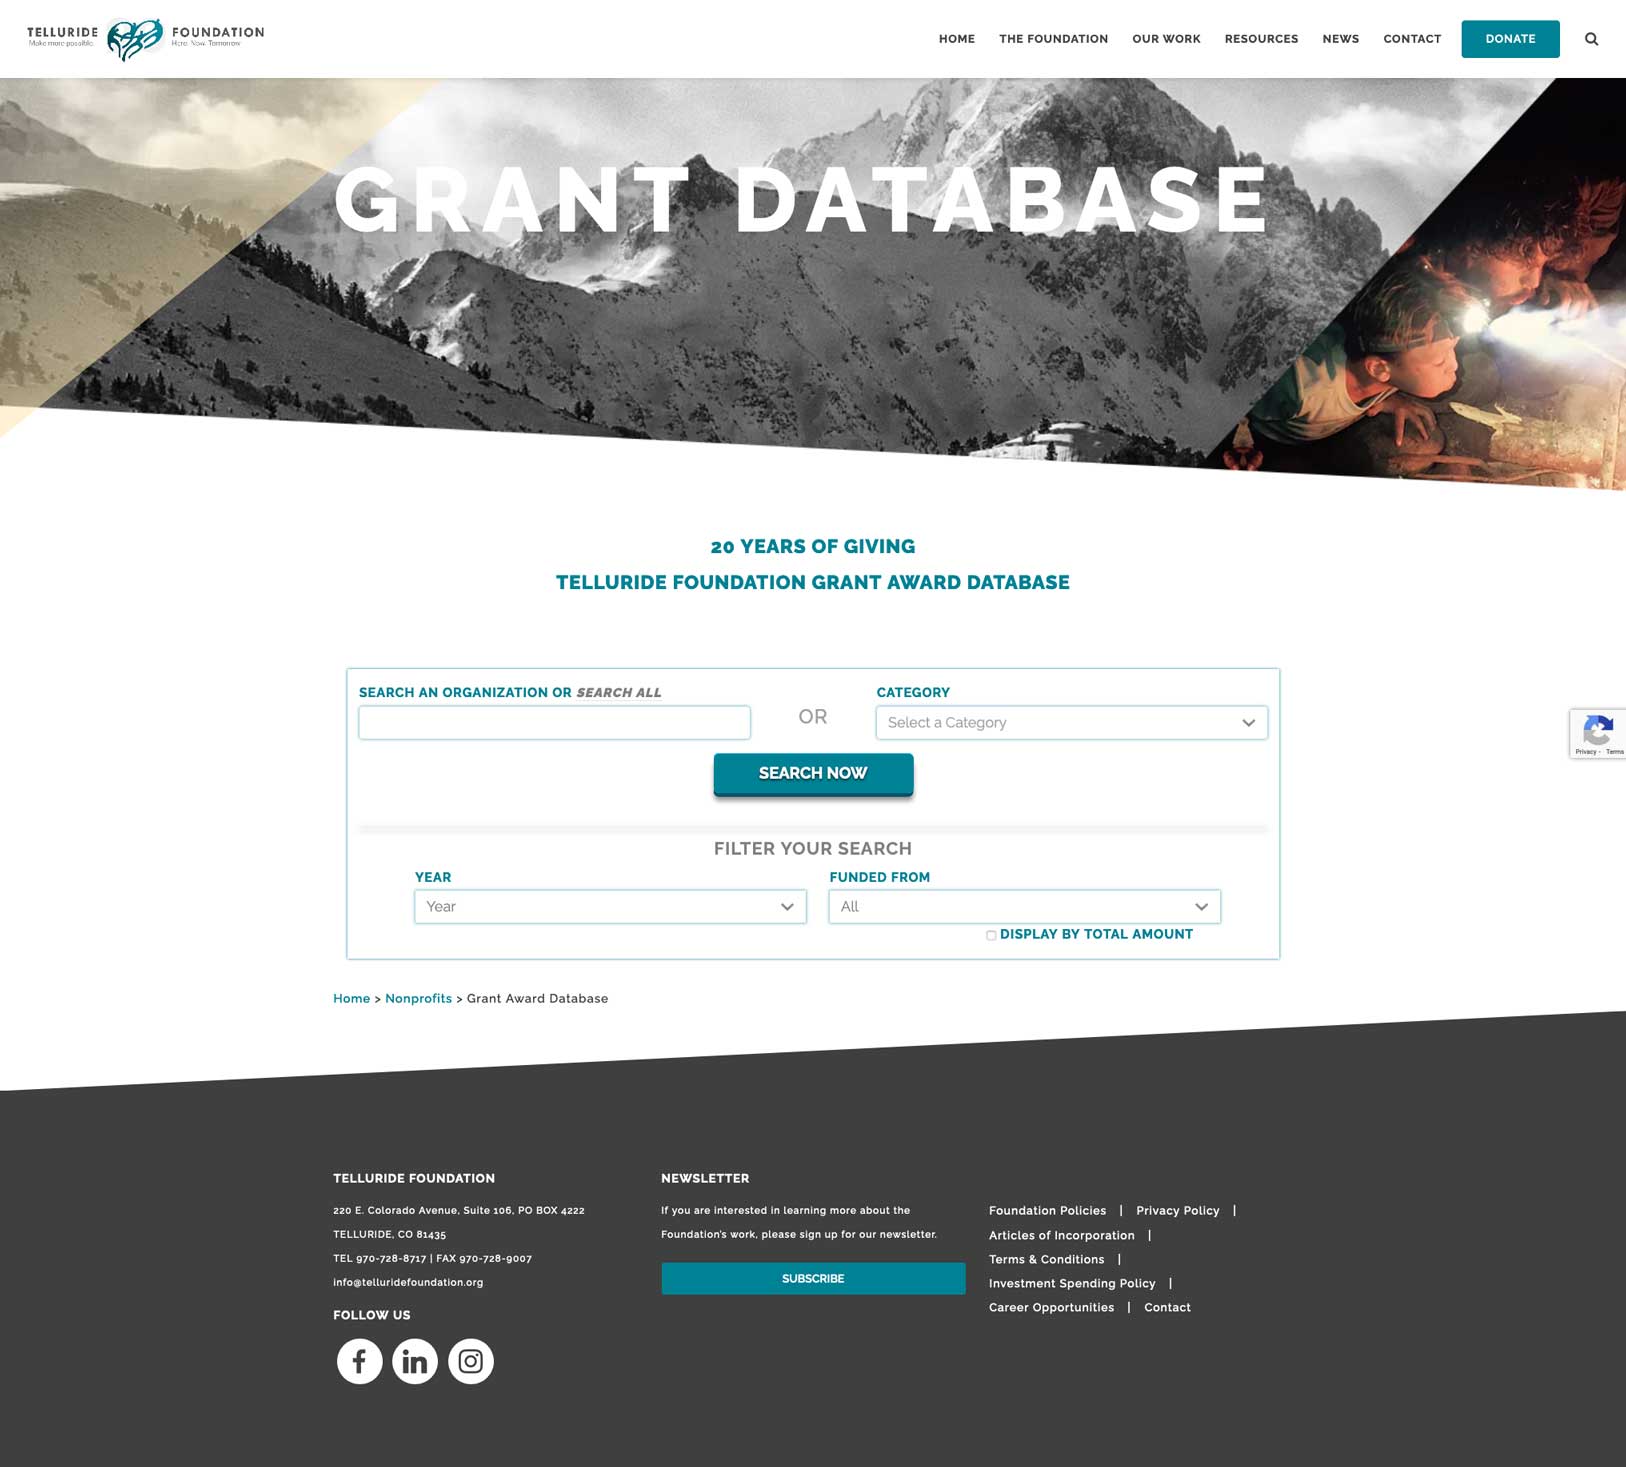 TELLURIDE FOUNDATION
Make more possible. Here. Now. Tomorrow.
HOME THE FOUNDATION OUR WORK RESOURCES NEWS CONTACT DONATE
GRANT DATABASE
20 YEARS OF GIVING
TELLURIDE FOUNDATION GRANT AWARD DATABASE
SEARCH AN ORGANIZATION OR SEARCH ALL
OR
CATEGORY
Select a Category
SEARCH NOW
Privacy - Terms
FILTER YOUR SEARCH
YEAR
Year
FUNDED FROM
All
DISPLAY BY TOTAL AMOUNT
Home > Nonprofits > Grant Award Database
TELLURIDE FOUNDATION
220 E. Colorado Avenue, Suite 106, PO BOX 4222
TELLURIDE, CO 81435
TEL 970-728-8717 | FAX 970-728-9007
info@telluridefoundation.org
FOLLOW US
f in
NEWSLETTER
If you are interested in learning more about the
Foundation's work, please sign up for our newsletter.
SUBSCRIBE
Foundation Policies | Privacy Policy |
Articles of Incorporation |
Terms & Conditions |
Investment Spending Policy |
Career Opportunities | Contact